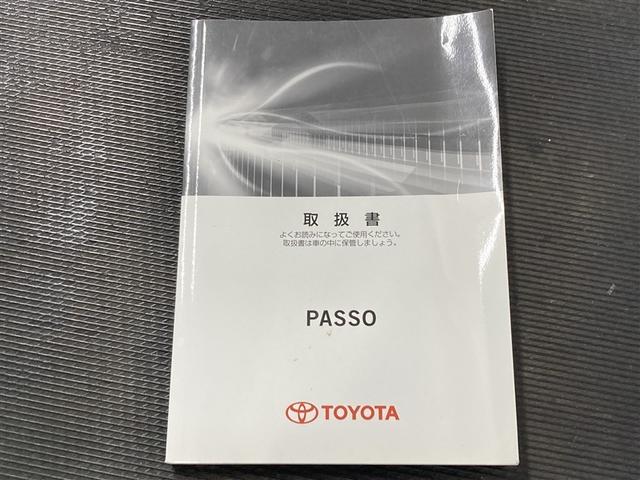 取扱書
よくお読みになってご使用ください。
取扱書は車の中に保管しましょう。
PASSO
TOYOTA